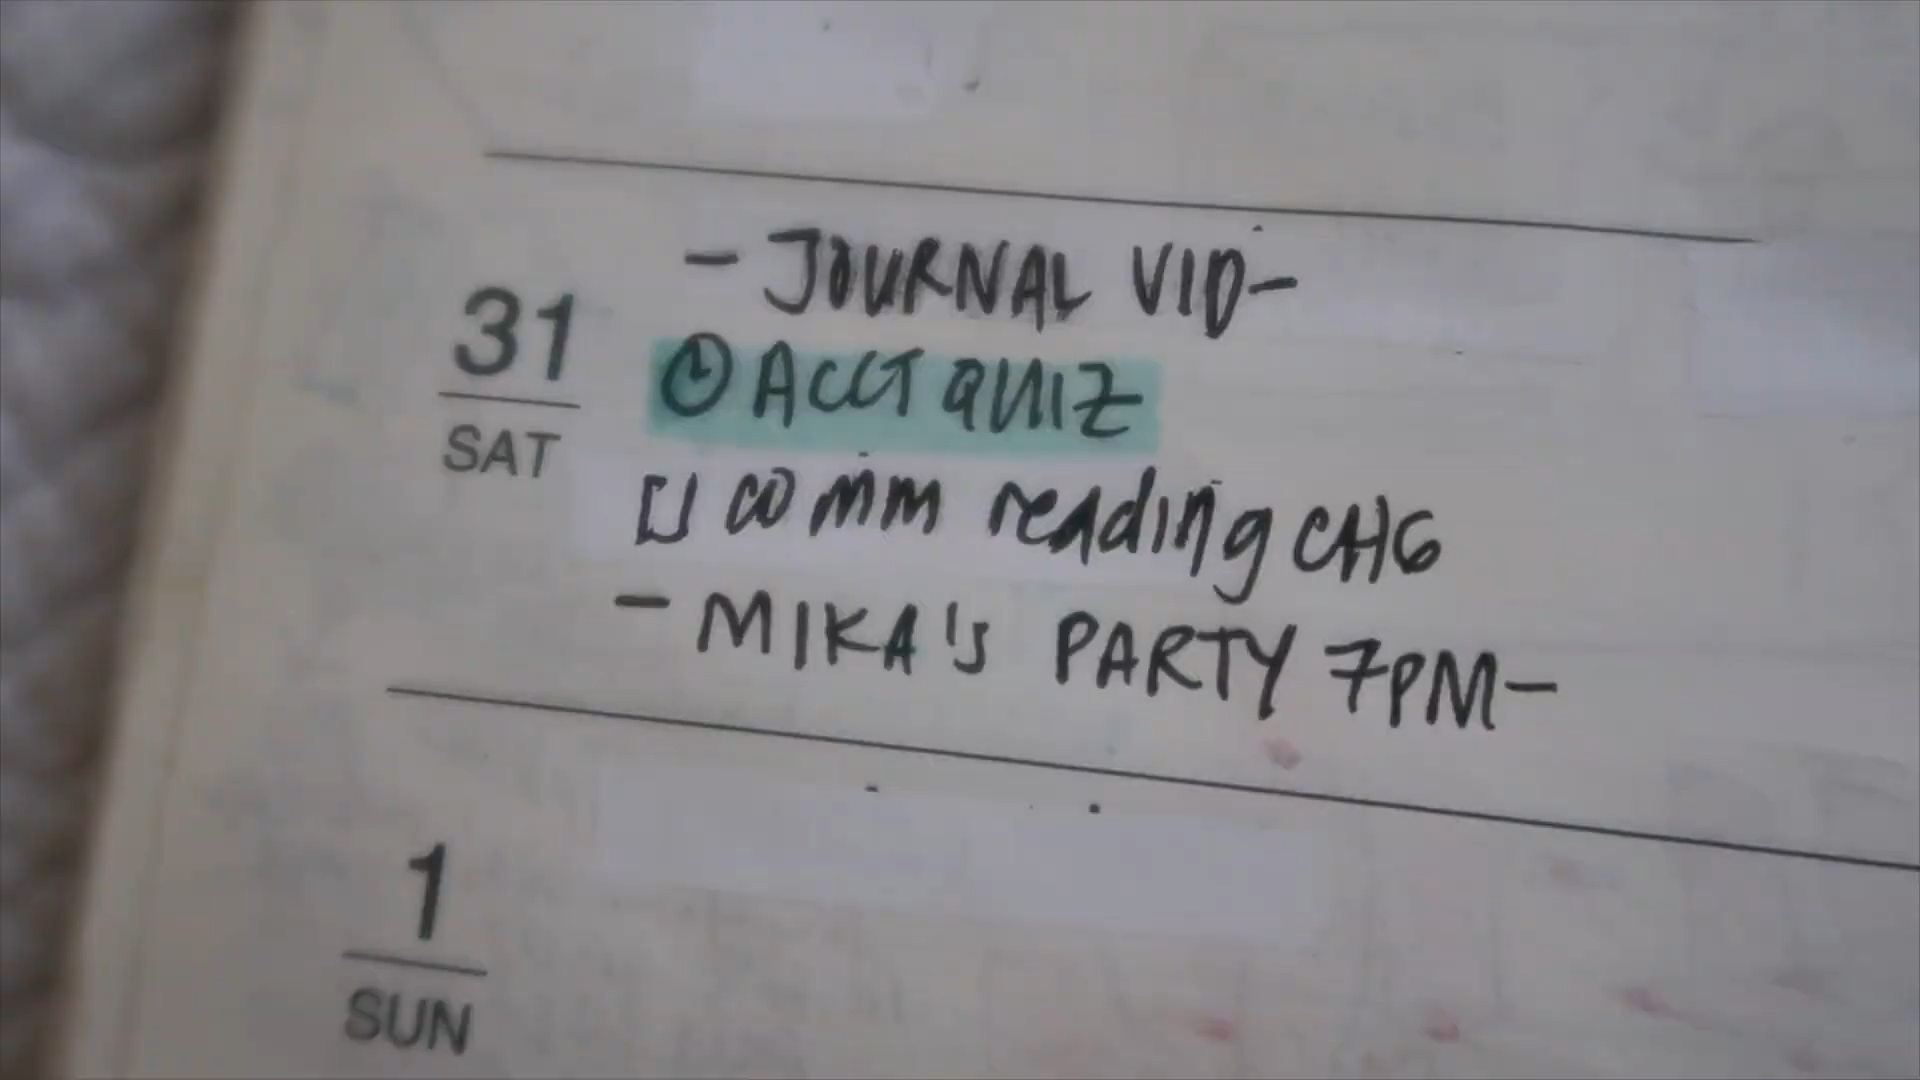 - JOURNAL VID -
31
SAT
ACCT QUIZ
comm reading CH6
- MIKA'S PARTY 7PM -
1
SUN